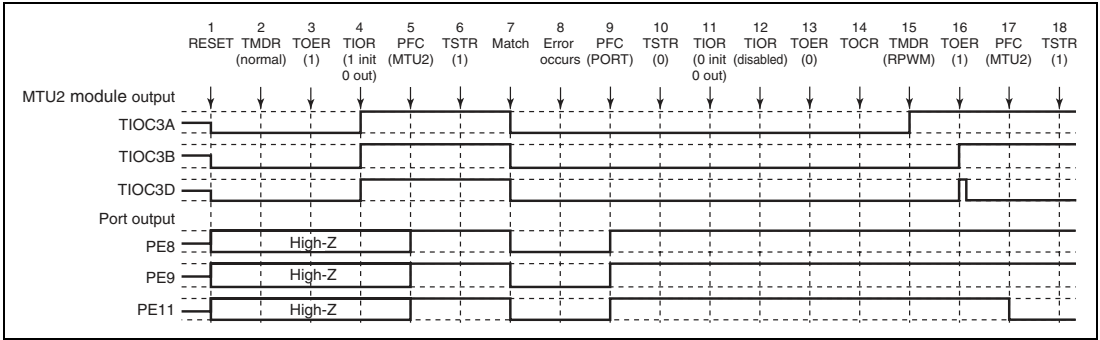 1 2 3 4 5 6 7 8 9 10 11 12 13 14 15 16 17 18
RESET TMDR TOER TIOR PFC TSTR Match Error PFC TSTR TIOR TIOR TOER TOCR TMDR TOER PFC TSTR
(normal) (1) (1 init (MTU2) (1) occurs (PORT) (0) (0 init (disabled) (0) (RPWM) (1) (MTU2) (1)
0 out) 0 out)
MTU2 module output
TIOC3A
TIOC3B
TIOC3D
Port output
PE8 High-Z
PE9 High-Z
PE11 High-Z